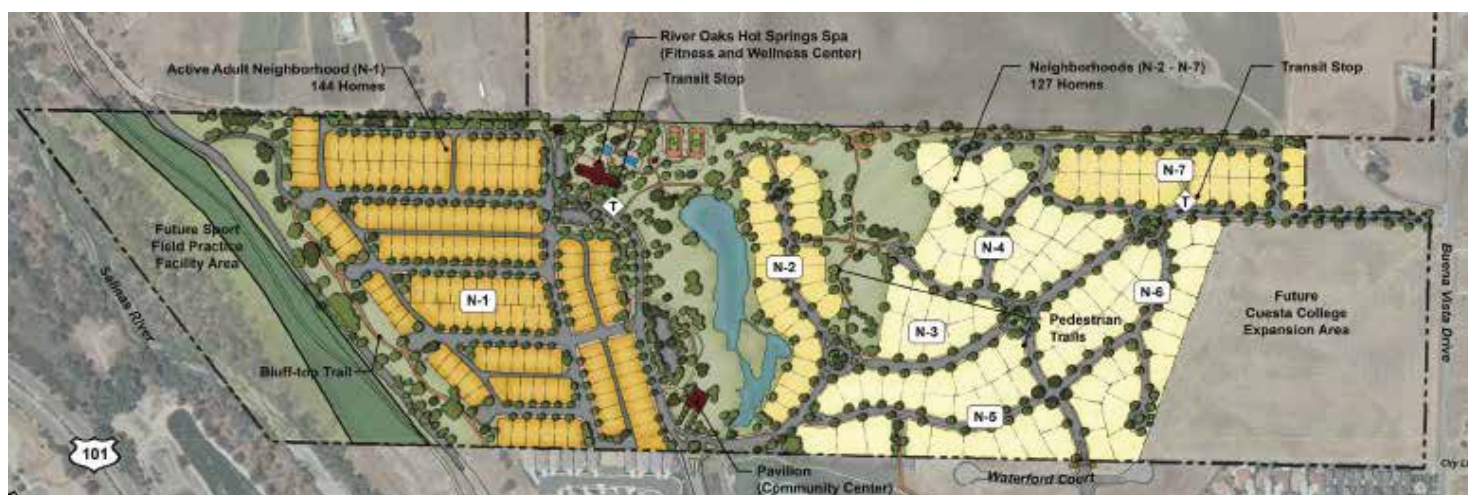 River Oaks Hot Springs Spa
(Fitness and Wellness Center)
Active Adult Neighborhood (N-1)
144 Homes
Transit Stop
Neighborhoods (N-2 - N-7)
127 Homes
Transit Stop
N-7
T
T
Future Sport
Field Practice
Facility Area
Salinas River
N-4
N-2
N-6
N-1
Future
Cuesta College
Expansion Area
Buena Vista Drive
N-3
Pedestrian
Trails
Bluff-top Trail
N-5
101
Pavilion
(Community Center)
Waterford Court